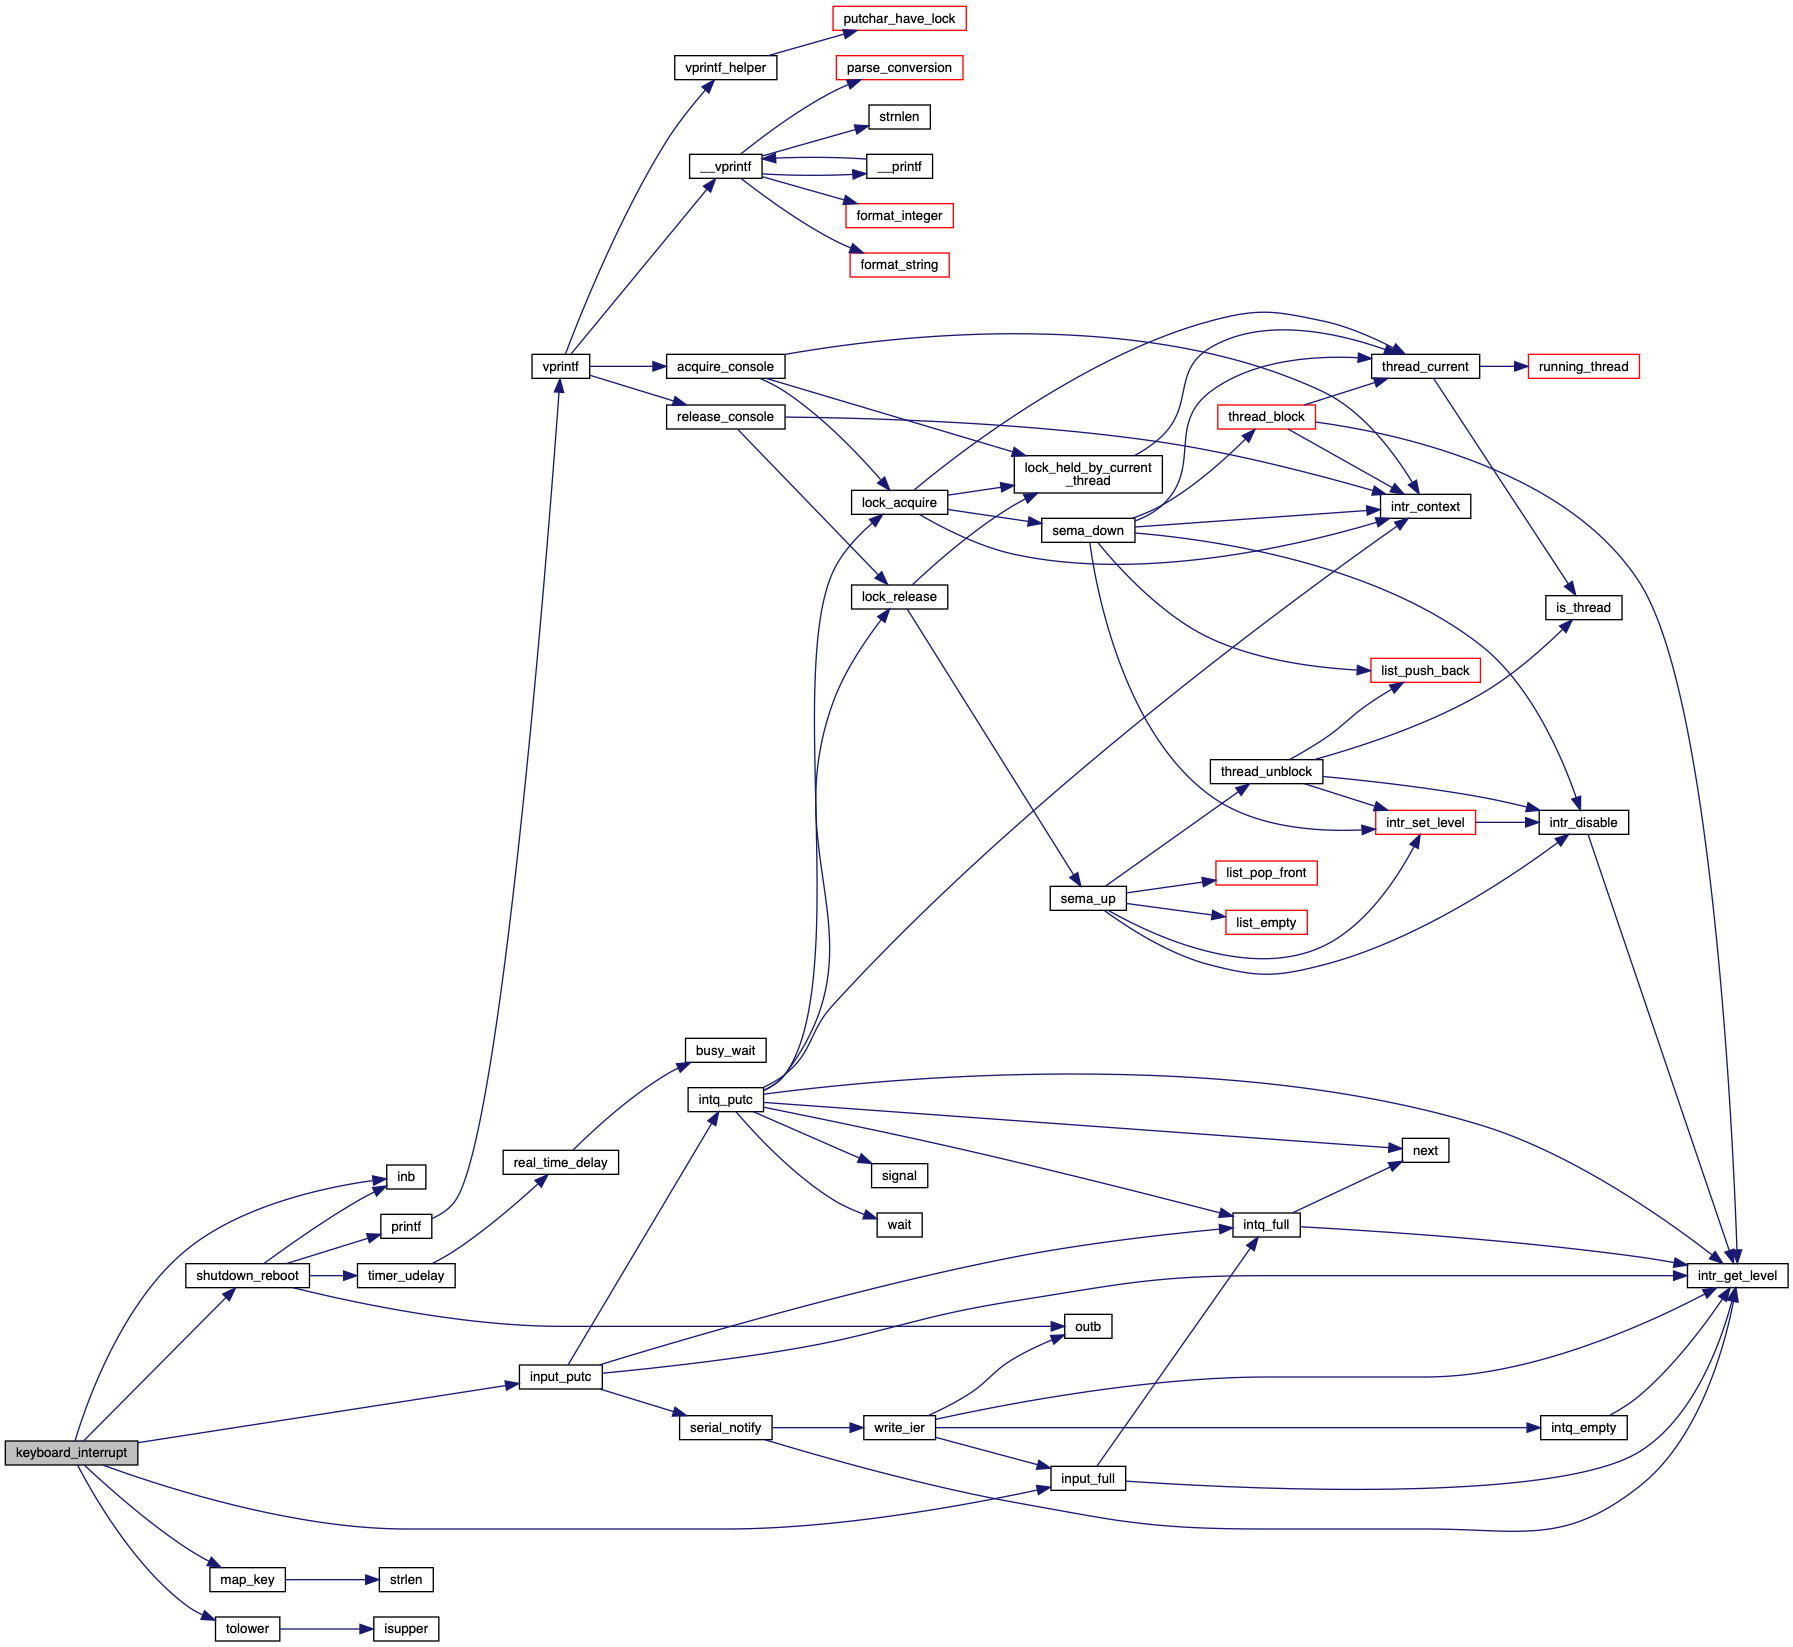 putchar_have_lock
vprintf_helper
parse_conversion
strnlen
__vprintf
__printf
format_integer
format_string
vprintf
acquire_console
thread_current
running_thread
release_console
thread_block
lock_held_by_current
_thread
lock_acquire
intr_context
sema_down
lock_release
is_thread
list_push_back
thread_unblock
intr_set_level
intr_disable
list_pop_front
sema_up
list_empty
busy_wait
intq_putc
next
real_time_delay
inb
signal
printf
wait
intq_full
shutdown_reboot
timer_udelay
intr_get_level
outb
input_putc
serial_notify
write_ier
intq_empty
keyboard_interrupt
input_full
map_key
strlen
tolower
isupper